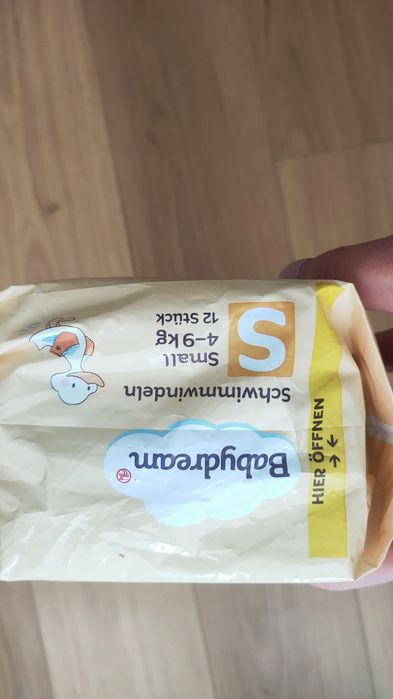 Babydream
Schwimmwindeln
S
Small
4–9 kg
12 Stück
HIER ÖFFNEN